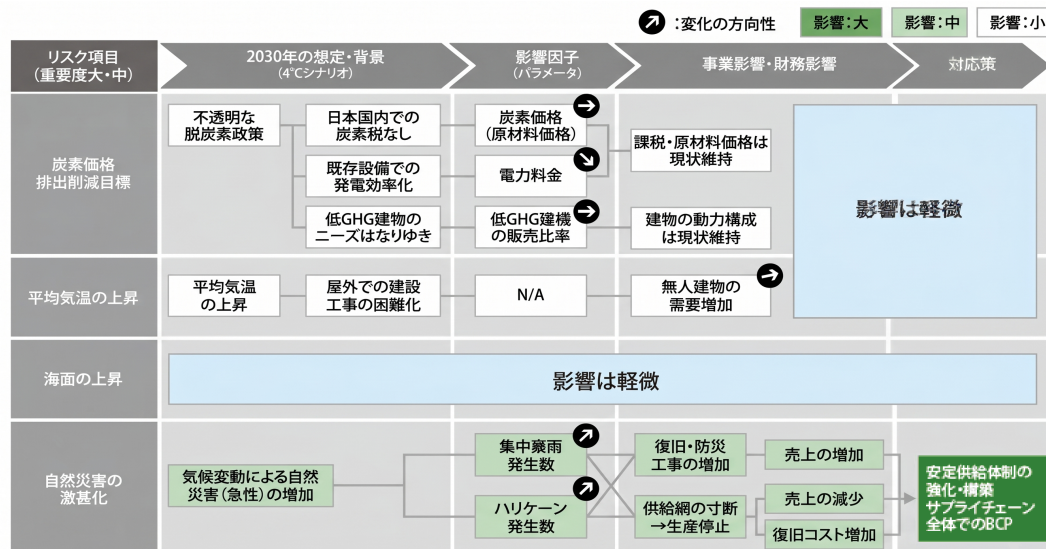 :変化の方向性
影響:大
影響:中
影響:小
リスク項目
(重要度大・中)
2030年の想定・背景
(4℃シナリオ)
影響因子
(パラメータ)
事業影響・財務影響
対応策
炭素価格
排出削減目標
不透明な
脱炭素政策
日本国内での
炭素税なし
既存設備での
発電効率化
低GHG建物の
ニーズはなりゆき
炭素価格
(原材料価格)
電力料金
低GHG建機
の販売比率
課税・原材料価格は
現状維持
建物の動力構成
は現状維持
影響は軽微
平均気温の上昇
平均気温
の上昇
屋外での建設
工事の困難化
N/A
無人建物の
需要増加
海面の上昇
影響は軽微
自然災害の
激甚化
気候変動による自然
災害(急性)の増加
集中豪雨
発生数
ハリケーン
発生数
復旧・防災
工事の増加
供給網の寸断
→生産停止
売上の増加
売上の減少
復旧コスト増加
安定供給体制の
強化・構築
サプライチェーン
全体でのBCP